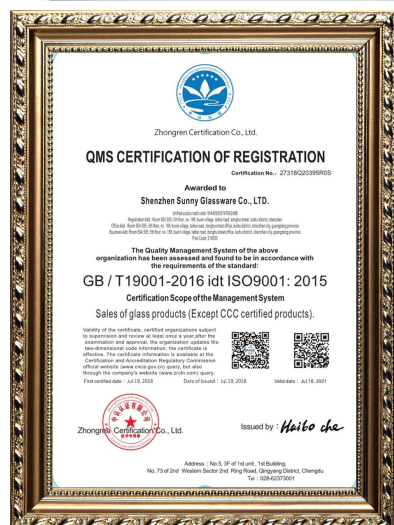 Zhongren Certification Co., Ltd.
QMS CERTIFICATION OF REGISTRATION
Certification No.: 27318Q20395R0S
Awarded to
Shenzhen Sunny Glassware Co., LTD.
The Quality Management System of the above
organization has been assessed and found to be in accordance with
the requirements of the standard:
GB / T19001-2016 idt ISO9001: 2015
Certification Scope of the Management System
Sales of glass products (Except CCC certified products).
Validity of the certificate, certified organizations subject
to supervision and review at least once a year, after the
examination and approval, the organization updates the
two-dimensional code information, the certificate is
effective. The certificate information is available at the
Certification and Accreditation Regulatory Commission
official website (www.cnca.gov.cn) query, but also
through the company's website (www.zrcln.com) query.
First certified date : Jul.19, 2018 Date of Issued : Jul.19, 2018 Valid date : Jul.18, 2021
Zhongren Certification Co., Ltd.
Issued by : Haibo che
Address : No.5, 3F of 1st unit , 1st Building,
No. 73 of 2nd Western Sector 2nd Ring Road, Qingyang District, Chengdu
Tel : 028-62373001